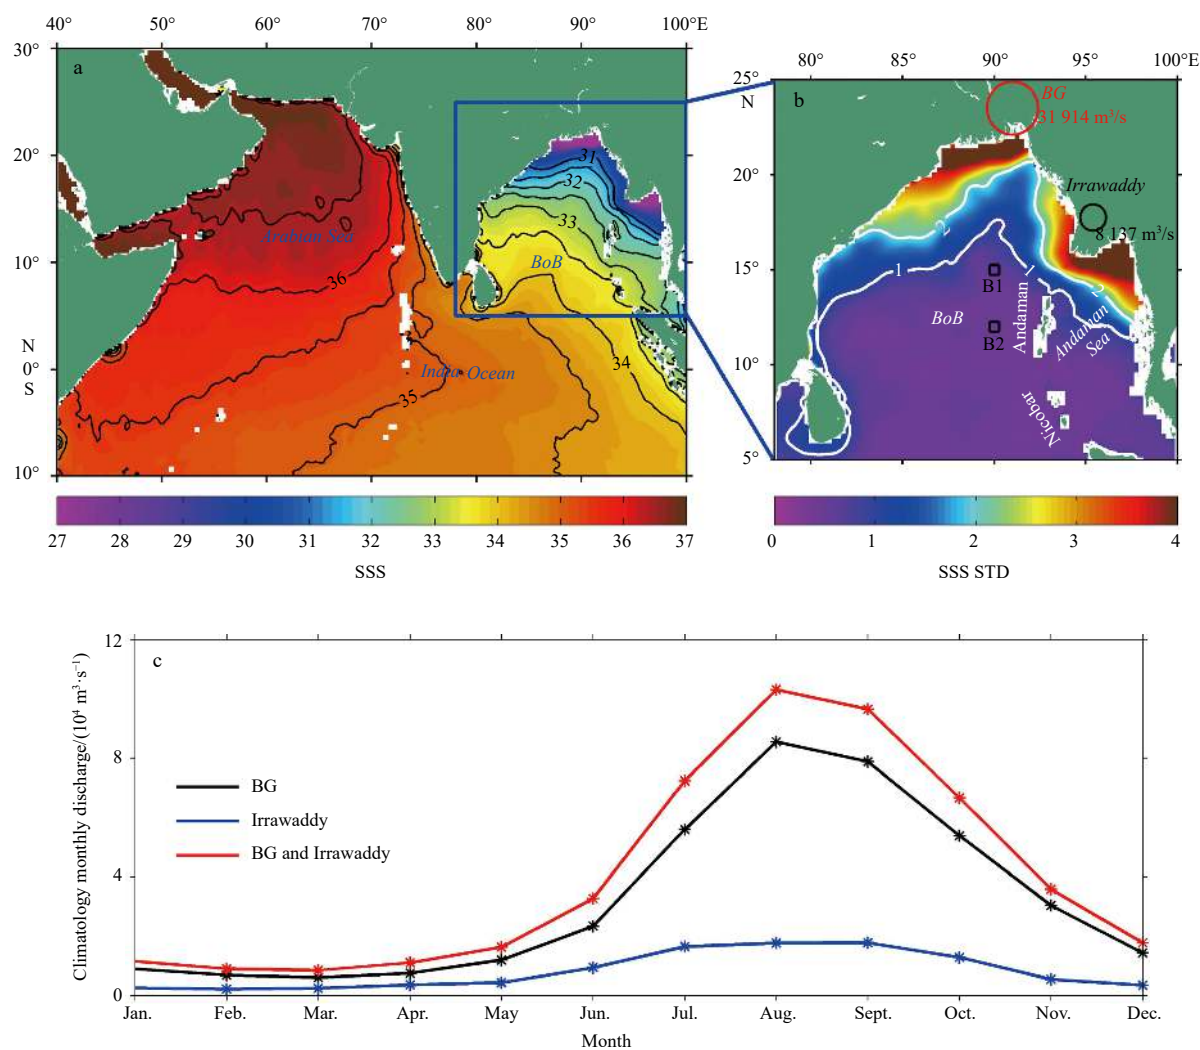 40°
50°
60°
70°
80°
90°
100°E
30°
20°
10°
N
0°
S
10°
a
Arabian Sea
36
BoB
31
32
33
34
35
India Ocean
27
28
29
30
31
32
33
34
35
36
37
SSS
80°
85°
90°
95°
100°E
25°
N
20°
15°
10°
5°
b
BG
31 914 m³/s
Irrawaddy
8 137 m³/s
2
1
1
2
B1
B2
BoB
Andaman
Andaman
Sea
Nicobar
0
1
2
3
4
SSS STD
12
8
4
0
Climatology monthly discharge/(10⁴ m³·s⁻¹)
c
BG
Irrawaddy
BG and Irrawaddy
Jan.
Feb.
Mar.
Apr.
May
Jun.
Jul.
Aug.
Sept.
Oct.
Nov.
Dec.
Month